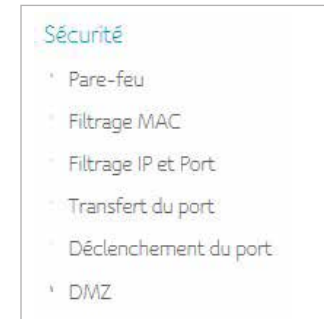 Sécurité
Pare-feu
Filtrage MAC
Filtrage IP et Port
Transfert du port
Déclenchement du port
DMZ